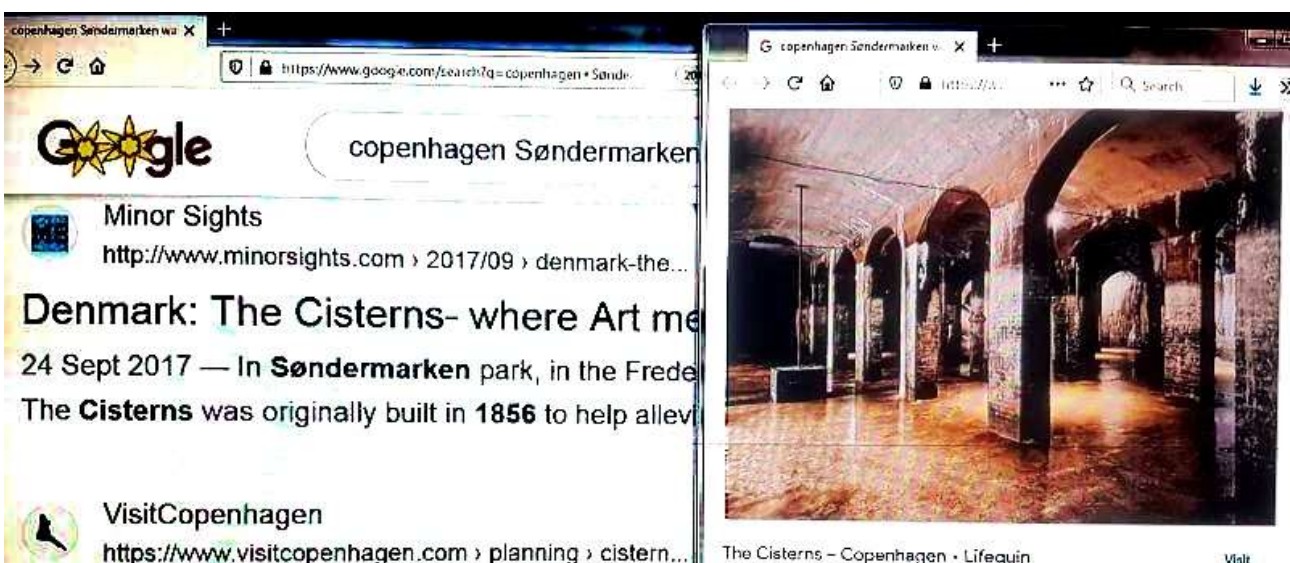 copenhagen Søndermarken wa
https://www.google.com/search?q=copenhagen+Sønde
Google
copenhagen Søndermarken
Minor Sights
http://www.minorsights.com › 2017/09 › denmark-the...
Denmark: The Cisterns- where Art me
24 Sept 2017 — In Søndermarken park, in the Frede
The Cisterns was originally built in 1856 to help allevi
VisitCopenhagen
https://www.visitcopenhagen.com › planning › cistern...
G copenhagen Søndermarken w
Search
The Cisterns – Copenhagen · Lifequin
Visit